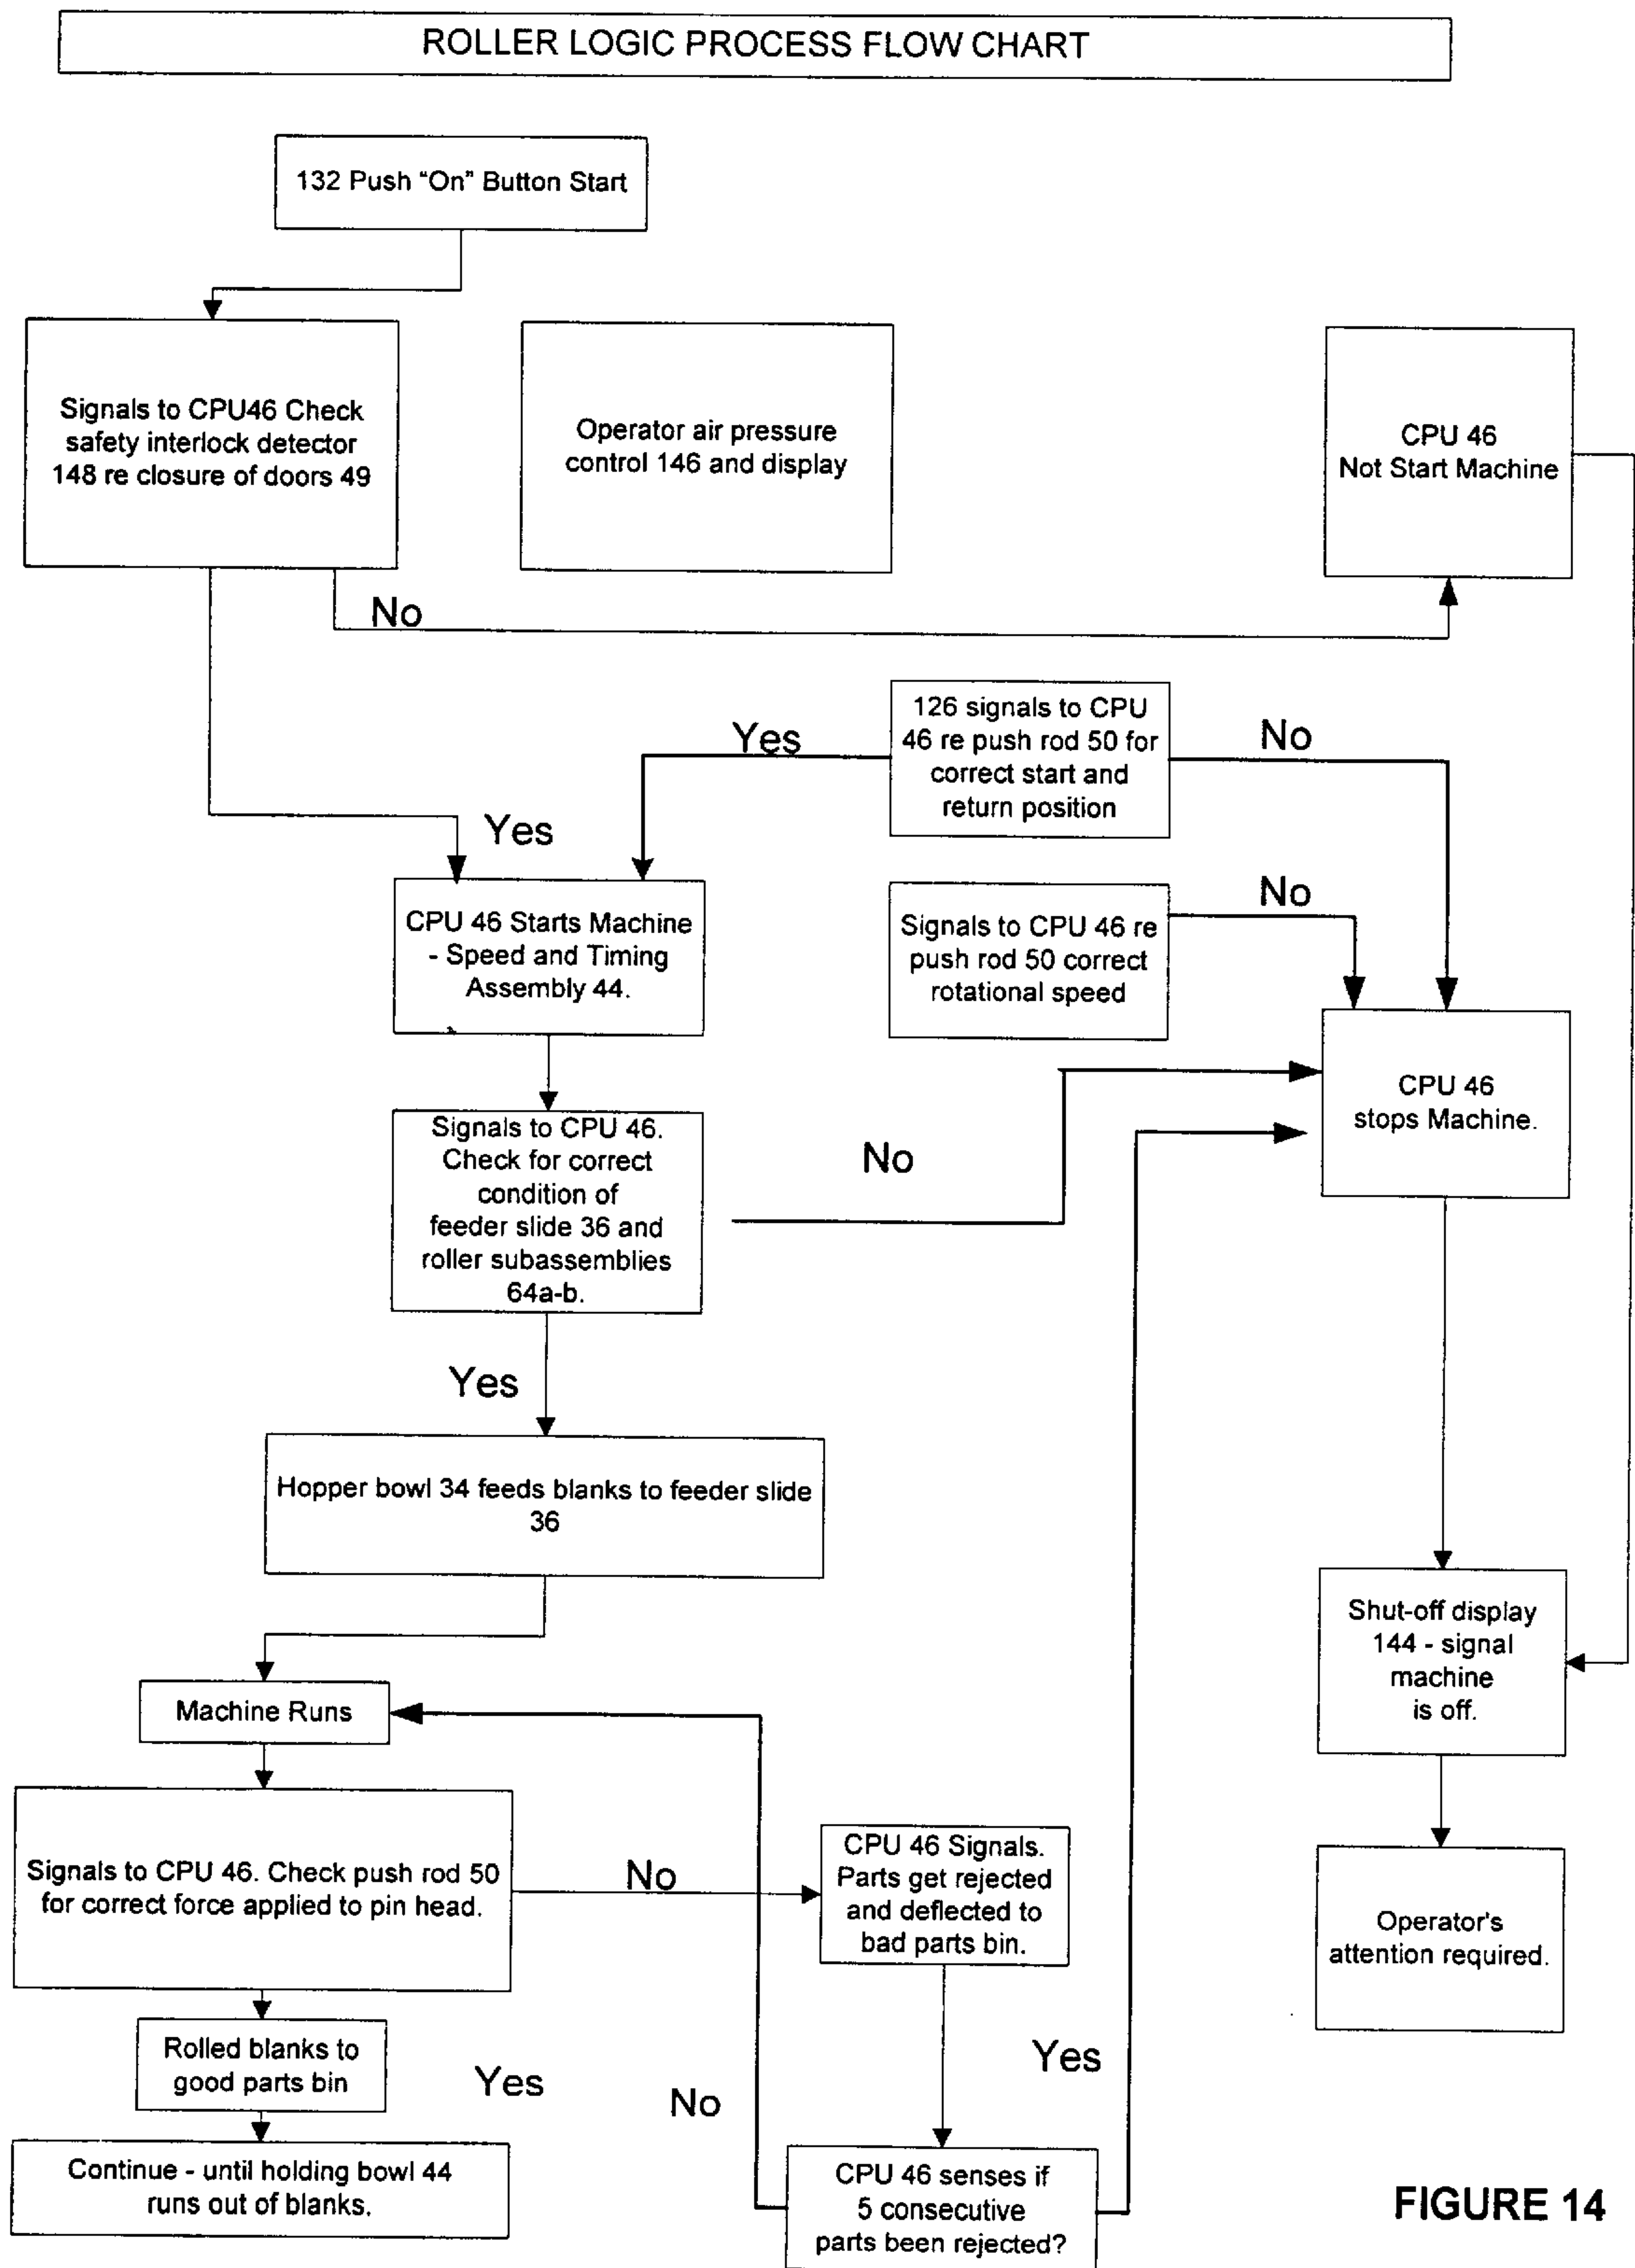 ROLLER LOGIC PROCESS FLOW CHART
132 Push "On" Button Start
Signals to CPU46 Check
safety interlock detector
148 re closure of doors 49
Operator air pressure
control 146 and display
CPU 46
Not Start Machine
No
126 signals to CPU
46 re push rod 50 for
correct start and
return position
Yes
No
Yes
CPU 46 Starts Machine
- Speed and Timing
Assembly 44.
Signals to CPU 46 re
push rod 50 correct
rotational speed
No
CPU 46
stops Machine.
Signals to CPU 46.
Check for correct
condition of
feeder slide 36 and
roller subassemblies
64a-b.
No
Yes
Hopper bowl 34 feeds blanks to feeder slide
36
Shut-off display
144 - signal
machine
is off.
Machine Runs
Signals to CPU 46. Check push rod 50
for correct force applied to pin head.
No
CPU 46 Signals.
Parts get rejected
and deflected to
bad parts bin.
Operator's
attention required.
Rolled blanks to
good parts bin
Yes
No
Yes
Continue - until holding bowl 44
runs out of blanks.
CPU 46 senses if
5 consecutive
parts been rejected?
FIGURE 14